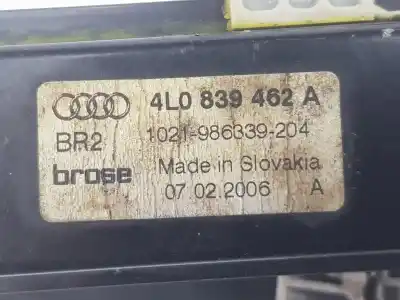 4L0 839 462 A
BR2 1021-986339-204
brose Made in Slovakia
07.02.2006 A